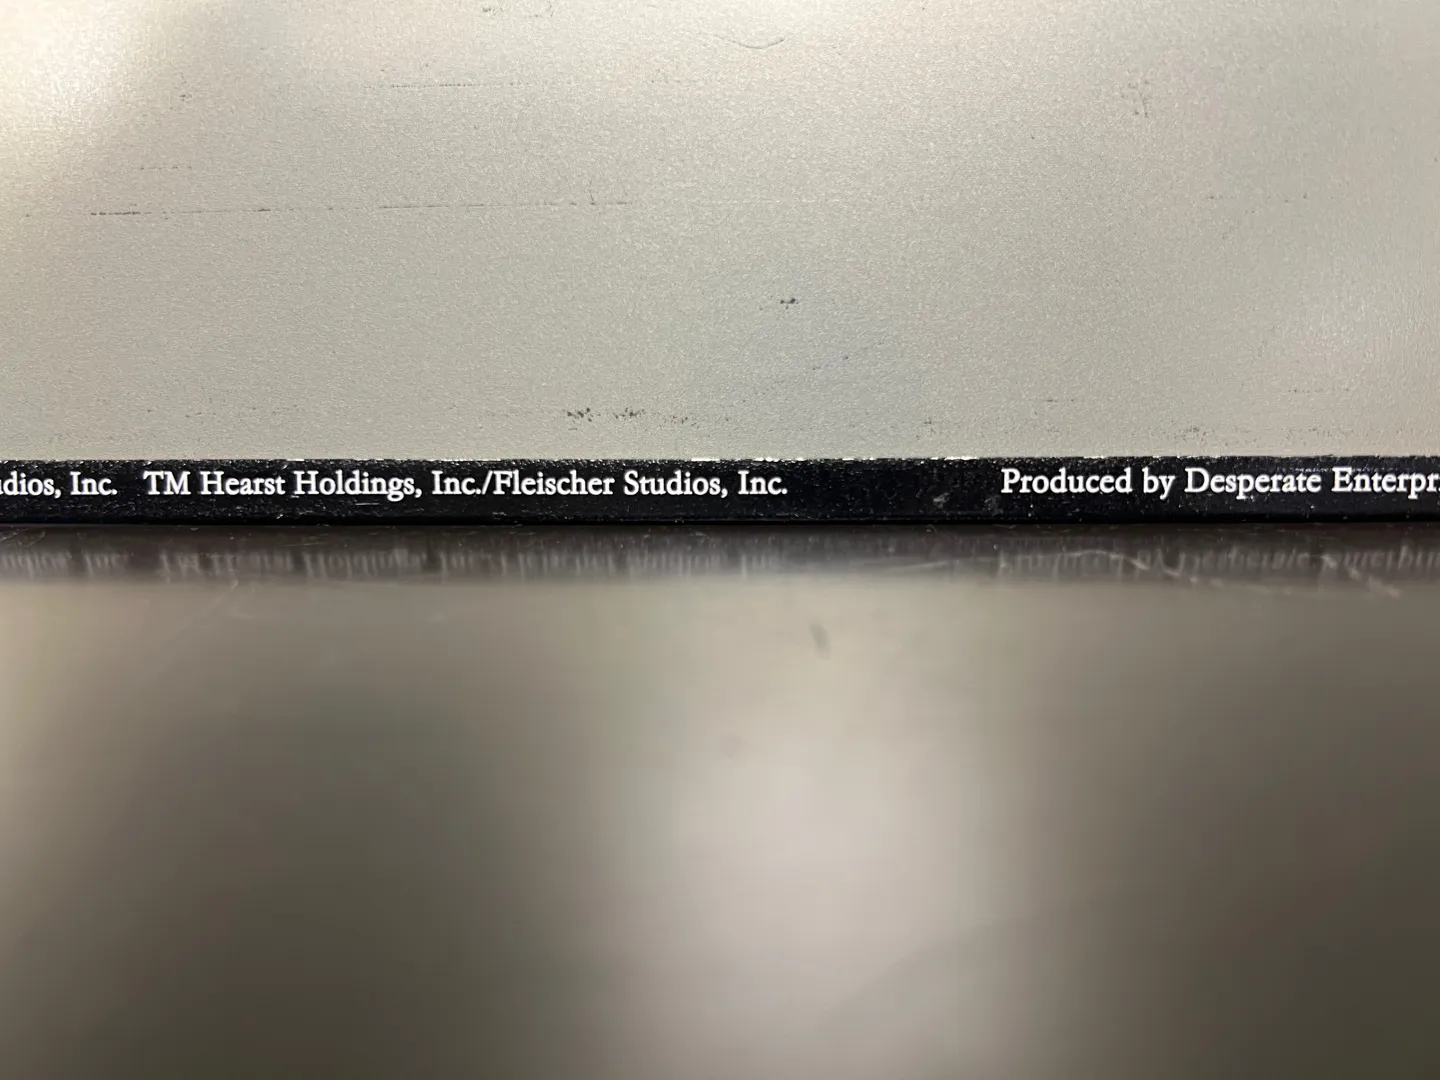 dios, Inc. TM Hearst Holdings, Inc./Fleischer Studios, Inc. Produced by Desperate Enterpr